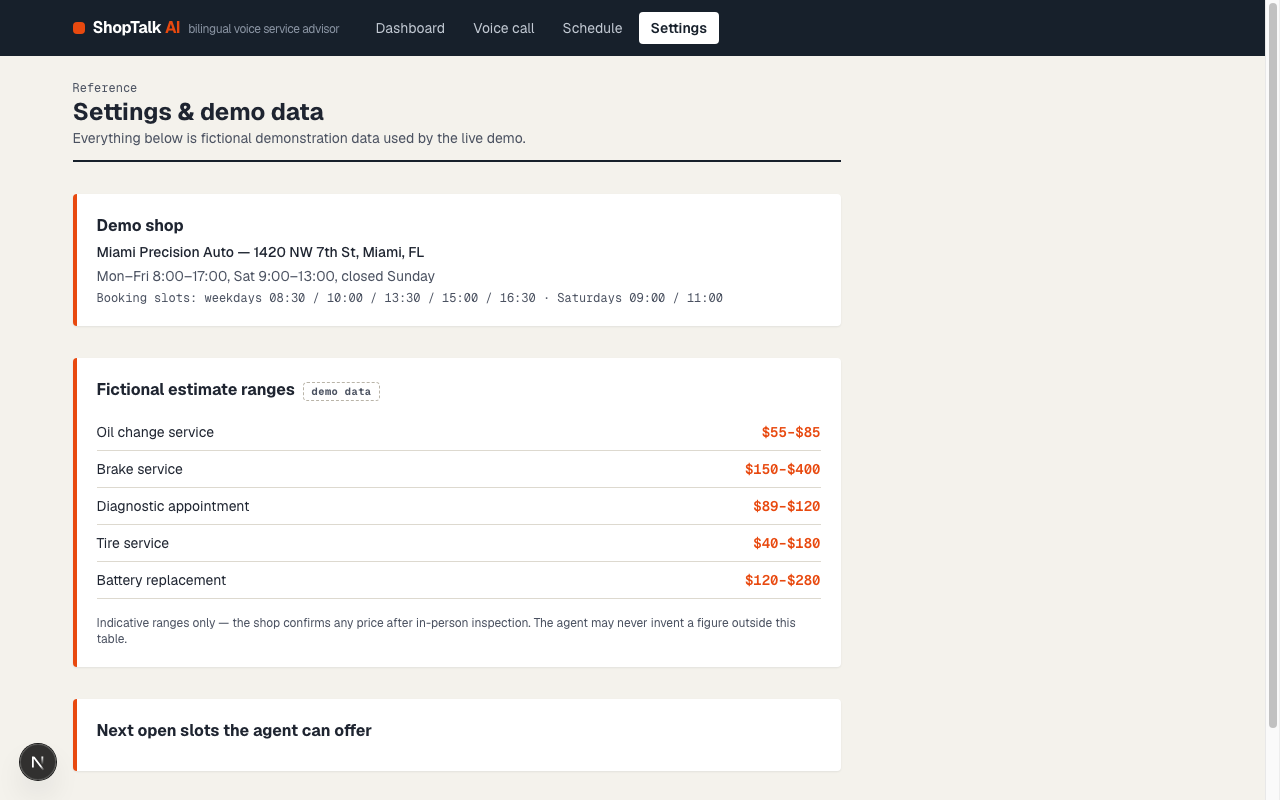 ShopTalk AI bilingual voice service advisor Dashboard Voice call Schedule Settings
Reference
Settings & demo data
Everything below is fictional demonstration data used by the live demo.
Demo shop
Miami Precision Auto — 1420 NW 7th St, Miami, FL
Mon–Fri 8:00–17:00, Sat 9:00–13:00, closed Sunday
Booking slots: weekdays 08:30 / 10:00 / 13:30 / 15:00 / 16:30 · Saturdays 09:00 / 11:00
Fictional estimate ranges demo data
Oil change service $55–$85
Brake service $150–$400
Diagnostic appointment $89–$120
Tire service $40–$180
Battery replacement $120–$280
Indicative ranges only — the shop confirms any price after in-person inspection. The agent may never invent a figure outside this
table.
Next open slots the agent can offer
N